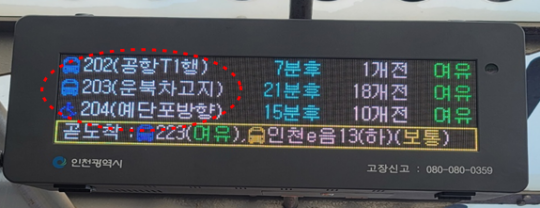 202(공항T1행) 7분후 1개전 여유
203(운북차고지) 21분후 18개전 여유
204(예단포방향) 15분후 10개전 여유
곧도착 : 223(여유), 인천e음13(하)(보통)
인천광역시 고장신고 : 080-080-0359